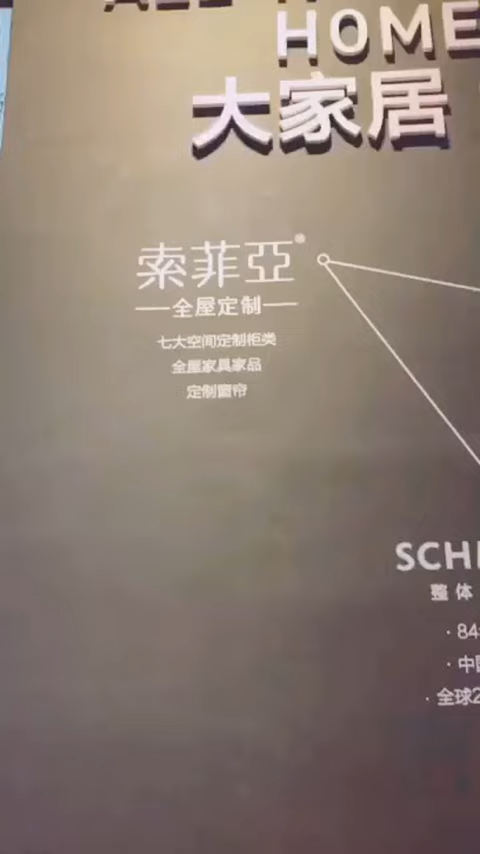 HOME
大家居
索菲亞®
全屋定制
七大空间定制柜类
全屋家具家品
定制窗帘
SCH
整体
·84
·中
·全球2